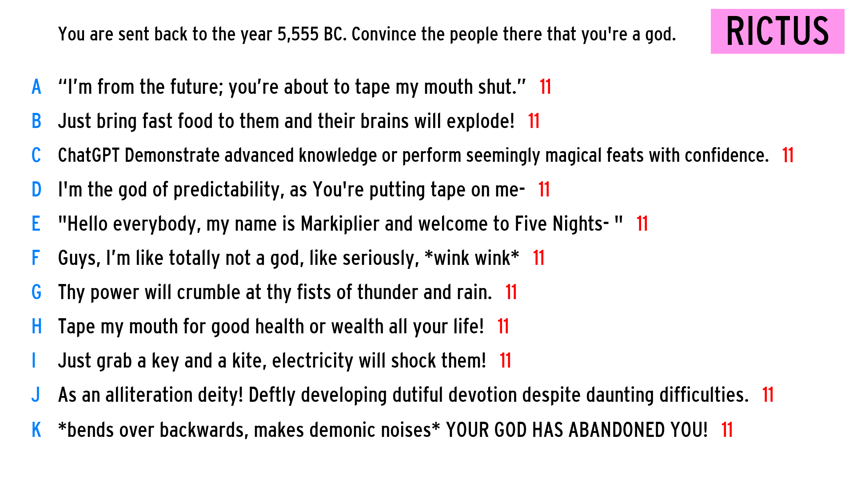 You are sent back to the year 5,555 BC. Convince the people there that you're a god.
RICTUS
A “I’m from the future; you’re about to tape my mouth shut.” 11
B Just bring fast food to them and their brains will explode! 11
C ChatGPT Demonstrate advanced knowledge or perform seemingly magical feats with confidence. 11
D I'm the god of predictability, as You're putting tape on me- 11
E "Hello everybody, my name is Markiplier and welcome to Five Nights- " 11
F Guys, I’m like totally not a god, like seriously, *wink wink* 11
G Thy power will crumble at thy fists of thunder and rain. 11
H Tape my mouth for good health or wealth all your life! 11
I Just grab a key and a kite, electricity will shock them! 11
J As an alliteration deity! Deftly developing dutiful devotion despite daunting difficulties. 11
K *bends over backwards, makes demonic noises* YOUR GOD HAS ABANDONED YOU! 11